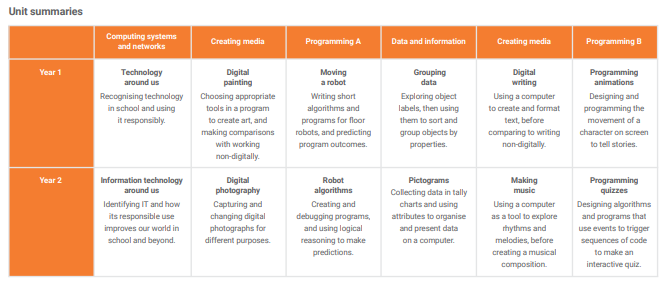 Unit summaries
Computing systems
and networks
Creating media
Programming A
Data and information
Creating media
Programming B
Year 1
Technology
around us
Recognising technology
in school and using
it responsibly.
Digital
painting
Choosing appropriate
tools in a program
to create art, and
making comparisons
with working
non-digitally.
Moving
a robot
Writing short
algorithms and
programs for floor
robots, and predicting
program outcomes.
Grouping
data
Exploring object
labels, then using
them to sort and
group objects by
properties.
Digital
writing
Using a computer
to create and format
text, before
comparing to writing
non-digitally.
Programming
animations
Designing and
programming the
movement of a
character on screen
to tell stories.
Year 2
Information technology
around us
Identifying IT and how
its responsible use
improves our world in
school and beyond.
Digital
photography
Capturing and
changing digital
photographs for
different purposes.
Robot
algorithms
Creating and
debugging programs,
and using logical
reasoning to make
predictions.
Pictograms
Collecting data in tally
charts and using
attributes to organise
and present data
on a computer.
Making
music
Using a computer
as a tool to explore
rhythms and
melodies, before
creating a musical
composition.
Programming
quizzes
Designing algorithms
and programs that
use events to trigger
sequences of code
to make an
interactive quiz.